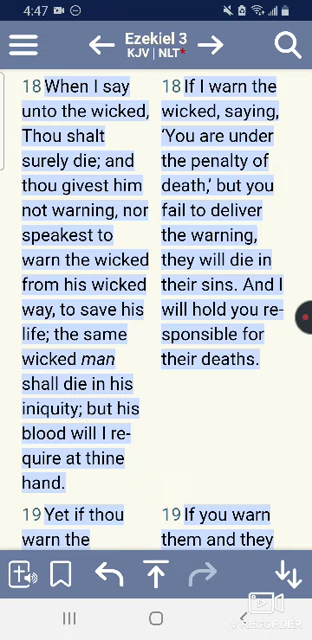 4:47
Ezekiel 3
KJV | NLT*
18 When I say
unto the wicked,
Thou shalt
surely die; and
thou givest him
not warning, nor
speakest to
warn the wicked
from his wicked
way, to save his
life; the same
wicked man
shall die in his
iniquity; but his
blood will I re-
quire at thine
hand.
19 Yet if thou
warn the
18 If I warn the
wicked, saying,
‘You are under
the penalty of
death,’ but you
fail to deliver
the warning,
they will die in
their sins. And I
will hold you re-
sponsible for
their deaths.
19 If you warn
them and they
V RECORDER